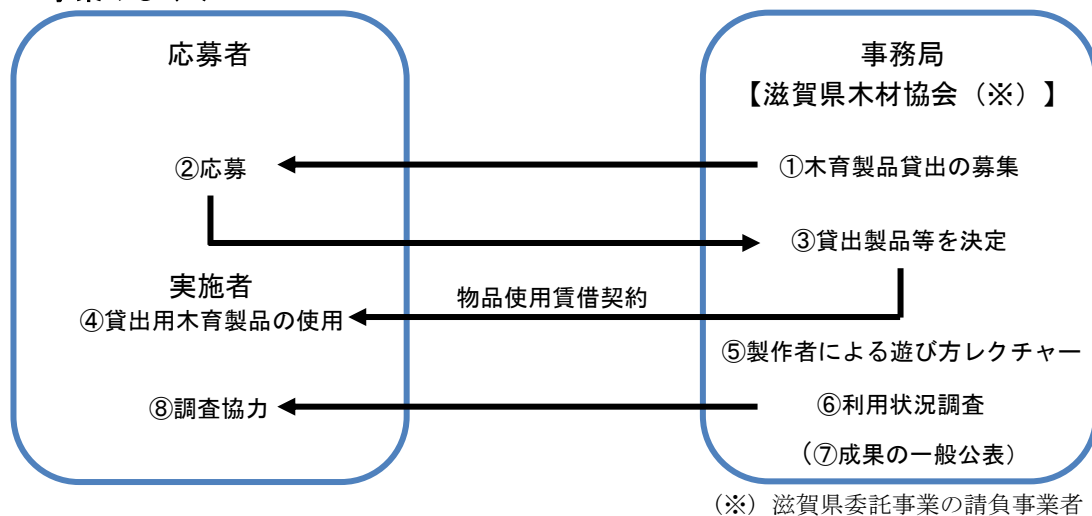 応募者
②応募
実施者
④貸出用木育製品の使用
⑧調査協力
物品使用賃借契約
事務局
【滋賀県木材協会（※）】
①木育製品貸出の募集
③貸出製品等を決定
⑤製作者による遊び方レクチャー
⑥利用状況調査
（⑦成果の一般公表）
（※）滋賀県委託事業の請負事業者